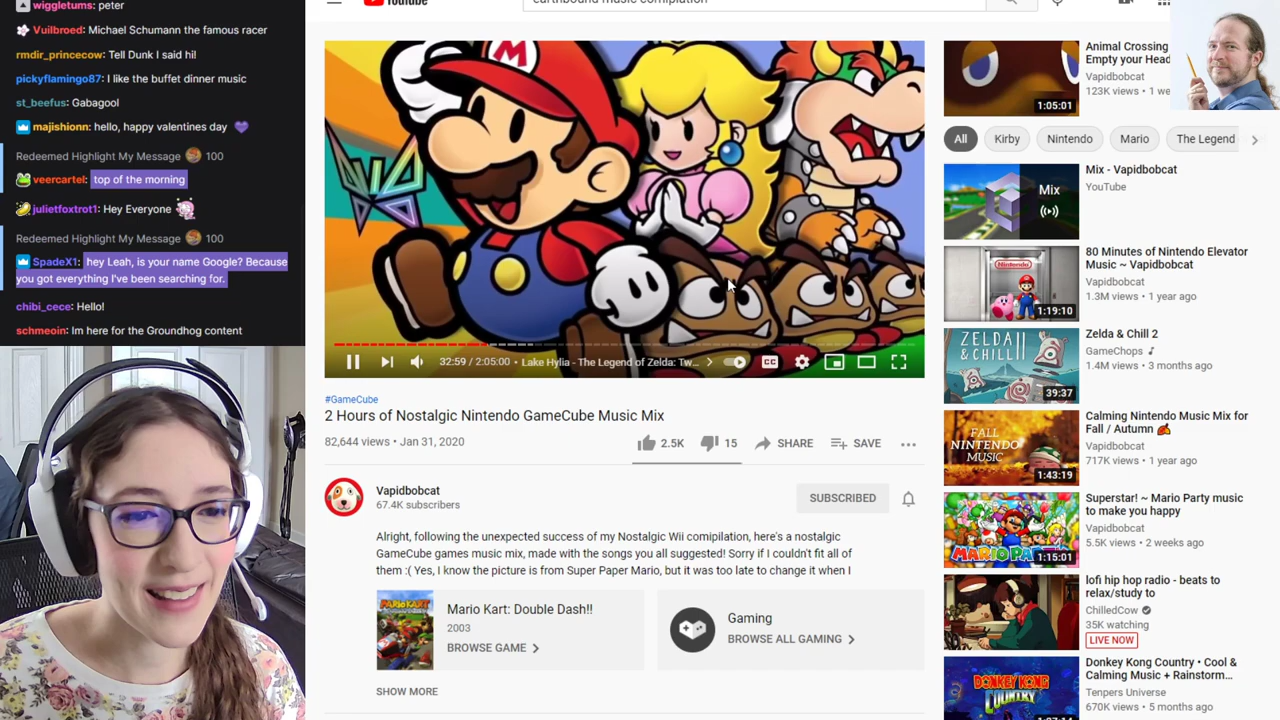 wiggletums: peter
Vuilbroed: Michael Schumann the famous racer
rmdir_princecow: Tell Dunk I said hi!
pickyflamingo87: I like the buffet dinner music
st_beefus: Gabagool
majishionn: hello, happy valentines day
Redeemed Highlight My Message 100
veercartel: top of the morning
julietfoxtrot1: Hey Everyone
Redeemed Highlight My Message 100
SpadeX1: hey Leah, is your name Google? Because
you got everything I've been searching for.
chibi_cece: Hello!
schmeoin: Im here for the Groundhog content
YouTube
earthbound music comiplation
M
32:59 / 2:05:00 • Lake Hylia - The Legend of Zelda: Tw...
CC
#GameCube
2 Hours of Nostalgic Nintendo GameCube Music Mix
82,644 views • Jan 31, 2020
2.5K
15
SHARE
SAVE
Vapidbobcat
67.4K subscribers
SUBSCRIBED
Alright, following the unexpected success of my Nostalgic Wii comipilation, here's a nostalgic
GameCube games music mix, made with the songs you all suggested! Sorry if I couldn't fit all of
them :( Yes, I know the picture is from Super Paper Mario, but it was too late to change it when I
MARIO KART
Mario Kart: Double Dash!!
2003
BROWSE GAME
Gaming
BROWSE ALL GAMING
SHOW MORE
1:05:01
Animal Crossing
Empty your Head
Vapidbobcat
123K views • 1 we
All
Kirby
Nintendo
Mario
The Legend
Mix
Mix - Vapidbobcat
YouTube
Nintendo
1:19:10
80 Minutes of Nintendo Elevator
Music ~ Vapidbobcat
Vapidbobcat
1.3M views • 1 year ago
ZELDA
& CHILL II
39:37
Zelda & Chill 2
GameChops
1.4M views • 3 months ago
FALL
NINTENDO
MUSIC
1:43:19
Calming Nintendo Music Mix for
Fall / Autumn
Vapidbobcat
717K views • 1 year ago
MARIO PARTY
1:15:01
Superstar! ~ Mario Party music
to make you happy
Vapidbobcat
5.5K views • 2 weeks ago
lofi hip hop radio - beats to
relax/study to
ChilledCow
35K watching
LIVE NOW
DONKEY KONG
COUNTRY
Donkey Kong Country • Cool &
Calming Music + Rainstorm...
Tenpers Universe
670K views • 5 months ago